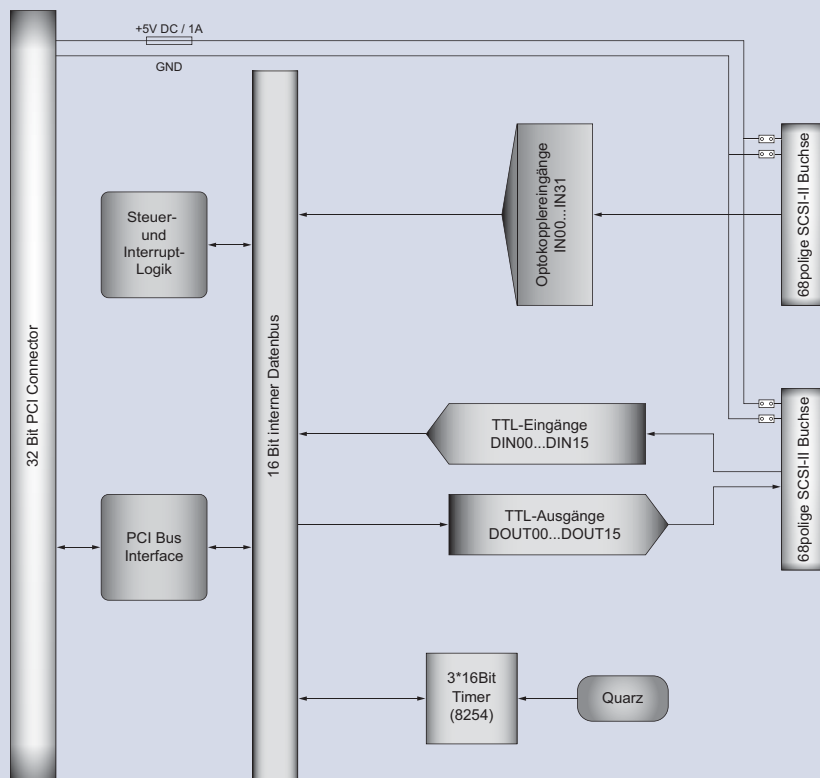 +5V DC / 1A
GND
32 Bit PCI Connector
16 Bit interner Datenbus
Steuer-
und
Interrupt-
Logik
Optokopplereingänge
IN00...IN31
68polige SCSI-II Buchse
TTL-Eingänge
DIN00...DIN15
68polige SCSI-II Buchse
PCI Bus
Interface
TTL-Ausgänge
DOUT00...DOUT15
3*16Bit
Timer
(8254)
Quarz